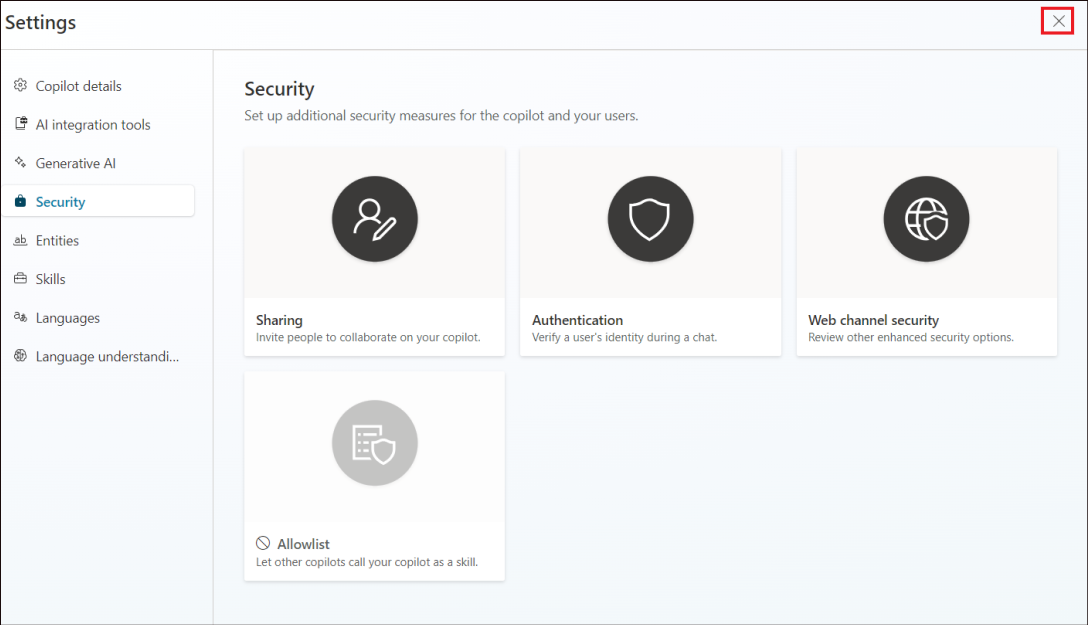 Settings
Copilot details
AI integration tools
Generative AI
Security
Entities
Skills
Languages
Language understandi...
Security
Set up additional security measures for the copilot and your users.
Sharing
Invite people to collaborate on your copilot.
Authentication
Verify a user's identity during a chat.
Web channel security
Review other enhanced security options.
Allowlist
Let other copilots call your copilot as a skill.